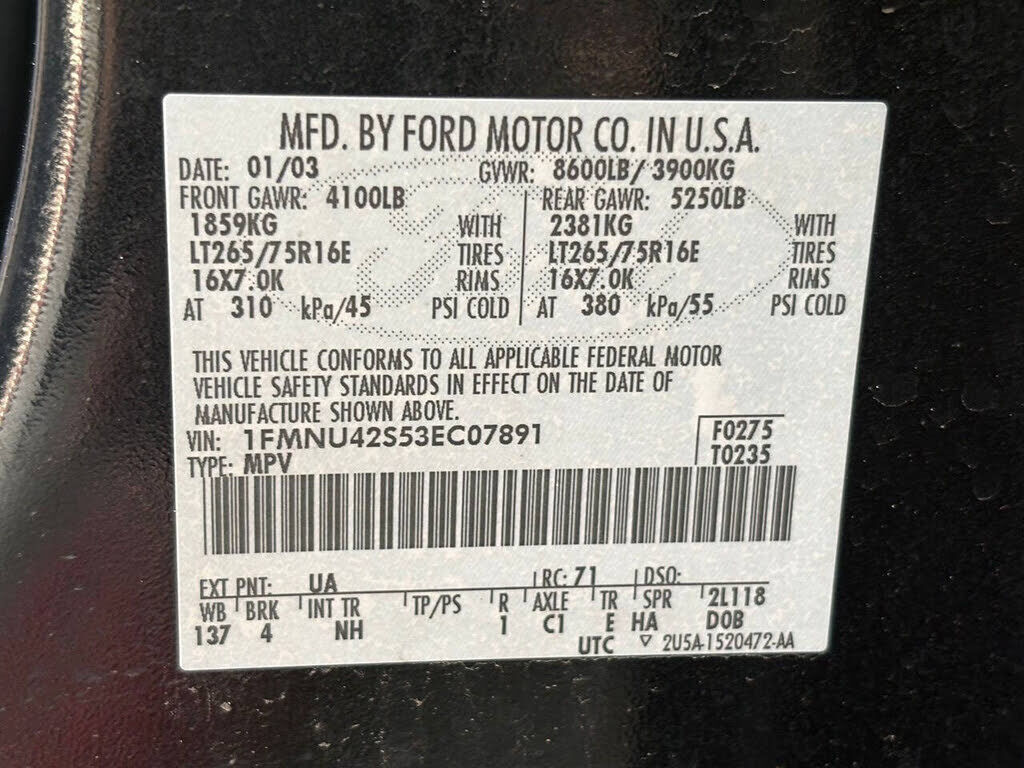 MFD. BY FORD MOTOR CO. IN U.S.A.
DATE: 01/03 GVWR: 8600LB/3900KG
FRONT GAWR: 4100LB REAR GAWR: 5250LB
1859KG WITH 2381KG WITH
LT265/75R16E TIRES LT265/75R16E TIRES
16X7.0K RIMS 16X7.0K RIMS
AT 310 kPa/45 PSI COLD AT 380 kPa/55 PSI COLD
THIS VEHICLE CONFORMS TO ALL APPLICABLE FEDERAL MOTOR
VEHICLE SAFETY STANDARDS IN EFFECT ON THE DATE OF
MANUFACTURE SHOWN ABOVE.
VIN: 1FMNU42S53EC07891 F0275
TYPE: MPV T0235
EXT PNT: UA RC: 71 DSO:
WB BRK INT TR TP/PS R AXLE TR SPR 2L118
137 4 NH 1 C1 E HA DOB
UTC ▽ 2U5A-1520472-AA